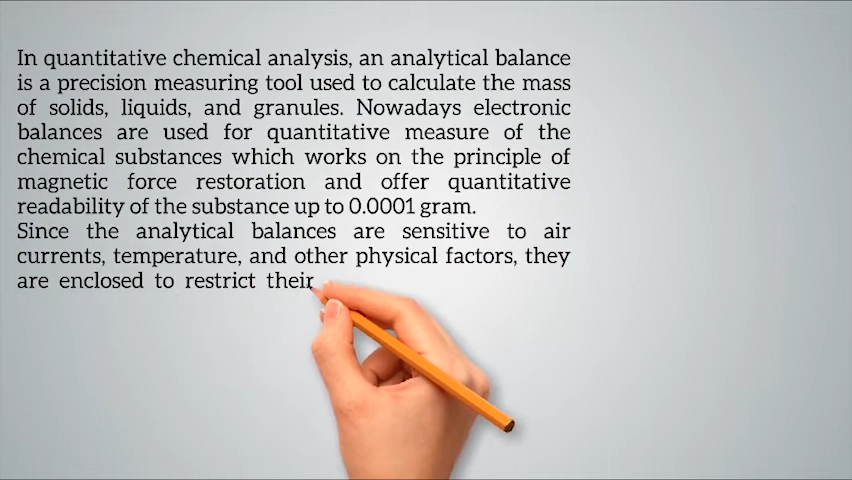 In quantitative chemical analysis, an analytical balance
is a precision measuring tool used to calculate the mass
of solids, liquids, and granules. Nowadays electronic
balances are used for quantitative measure of the
chemical substances which works on the principle of
magnetic force restoration and offer quantitative
readability of the substance up to 0.0001 gram.
Since the analytical balances are sensitive to air
currents, temperature, and other physical factors, they
are enclosed to restrict their